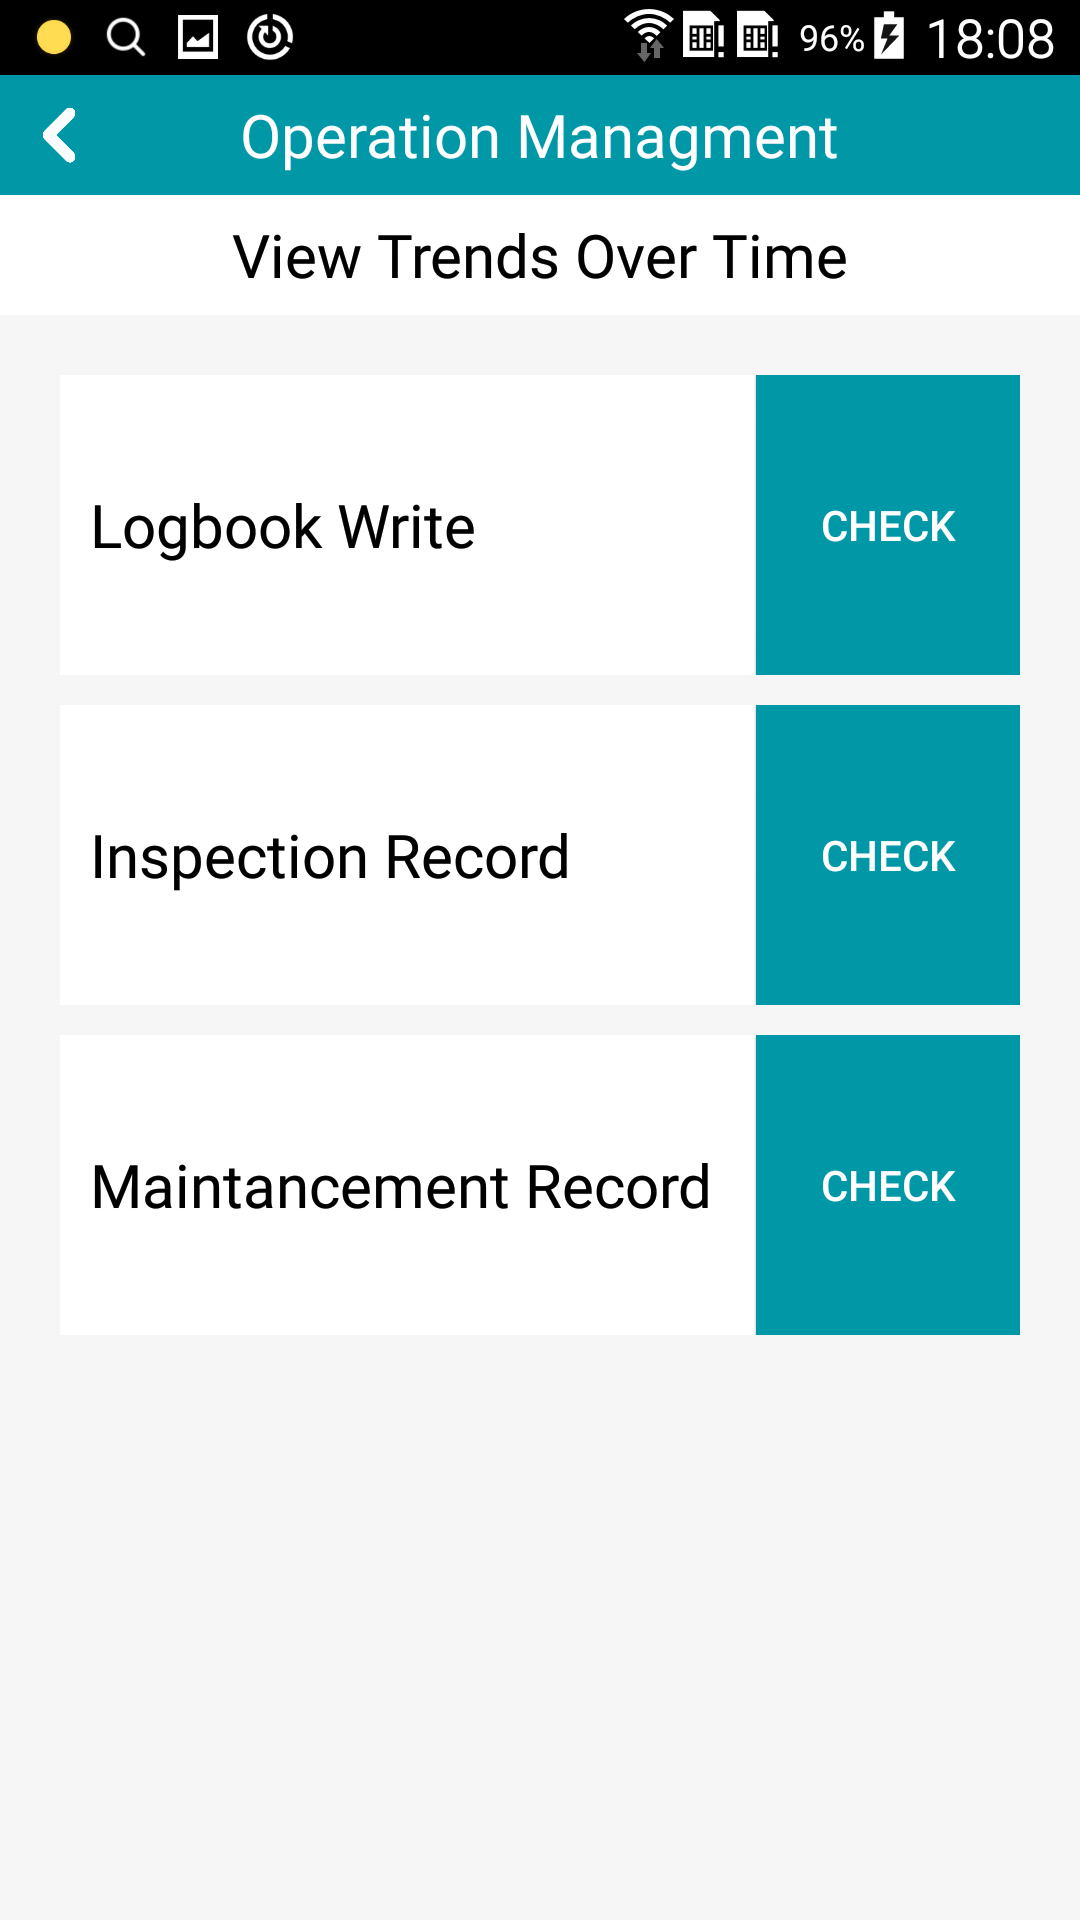 96% 18:08
Operation Managment
View Trends Over Time
Logbook Write
CHECK
Inspection Record
CHECK
Maintancement Record
CHECK